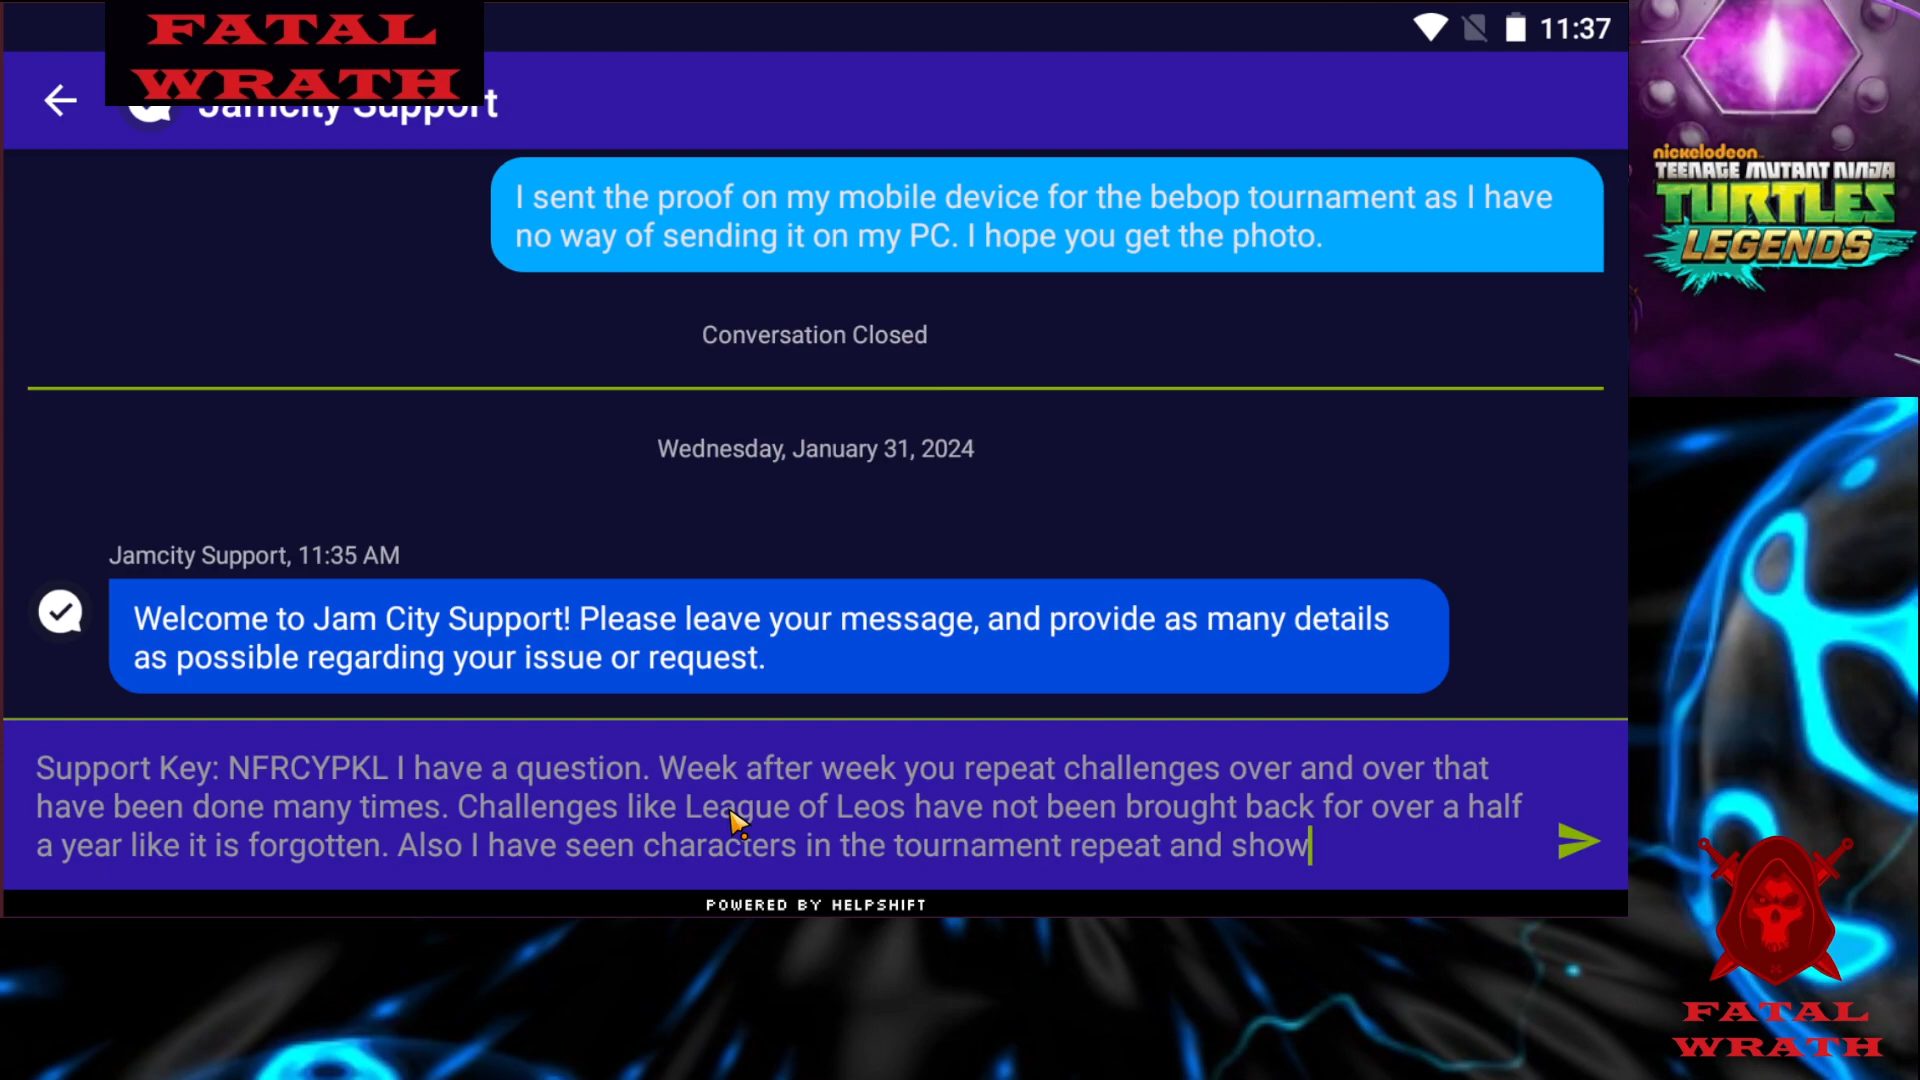 FATAL
WRATH
11:37
Jamcity Support
I sent the proof on my mobile device for the bebop tournament as I have
no way of sending it on my PC. I hope you get the photo.
Conversation Closed
Wednesday, January 31, 2024
Jamcity Support, 11:35 AM
Welcome to Jam City Support! Please leave your message, and provide as many details
as possible regarding your issue or request.
Support Key: NFRCYPKL I have a question. Week after week you repeat challenges over and over that
have been done many times. Challenges like League of Leos have not been brought back for over a half
a year like it is forgotten. Also I have seen characters in the tournament repeat and show
POWERED BY HELPSHIFT
nickelodeon
TEENAGE MUTANT NINJA
TURTLES
LEGENDS
FATAL
WRATH